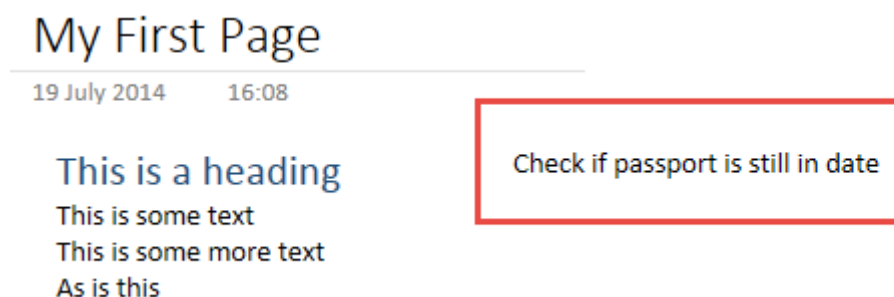 My First Page
19 July 2014 16:08
This is a heading
This is some text
This is some more text
As is this
Check if passport is still in date